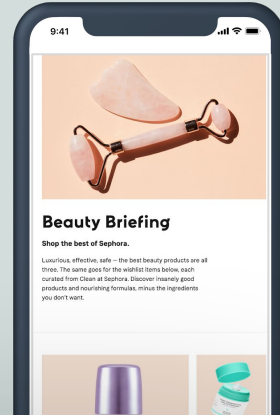 9:41
Beauty Briefing
Shop the best of Sephora.
Luxurious, effective, safe – the best beauty products are all
three. The same goes for the wishlist items below, each
curated from Clean at Sephora. Discover insanely good
products and nourishing formulas, minus the ingredients
you don't want.